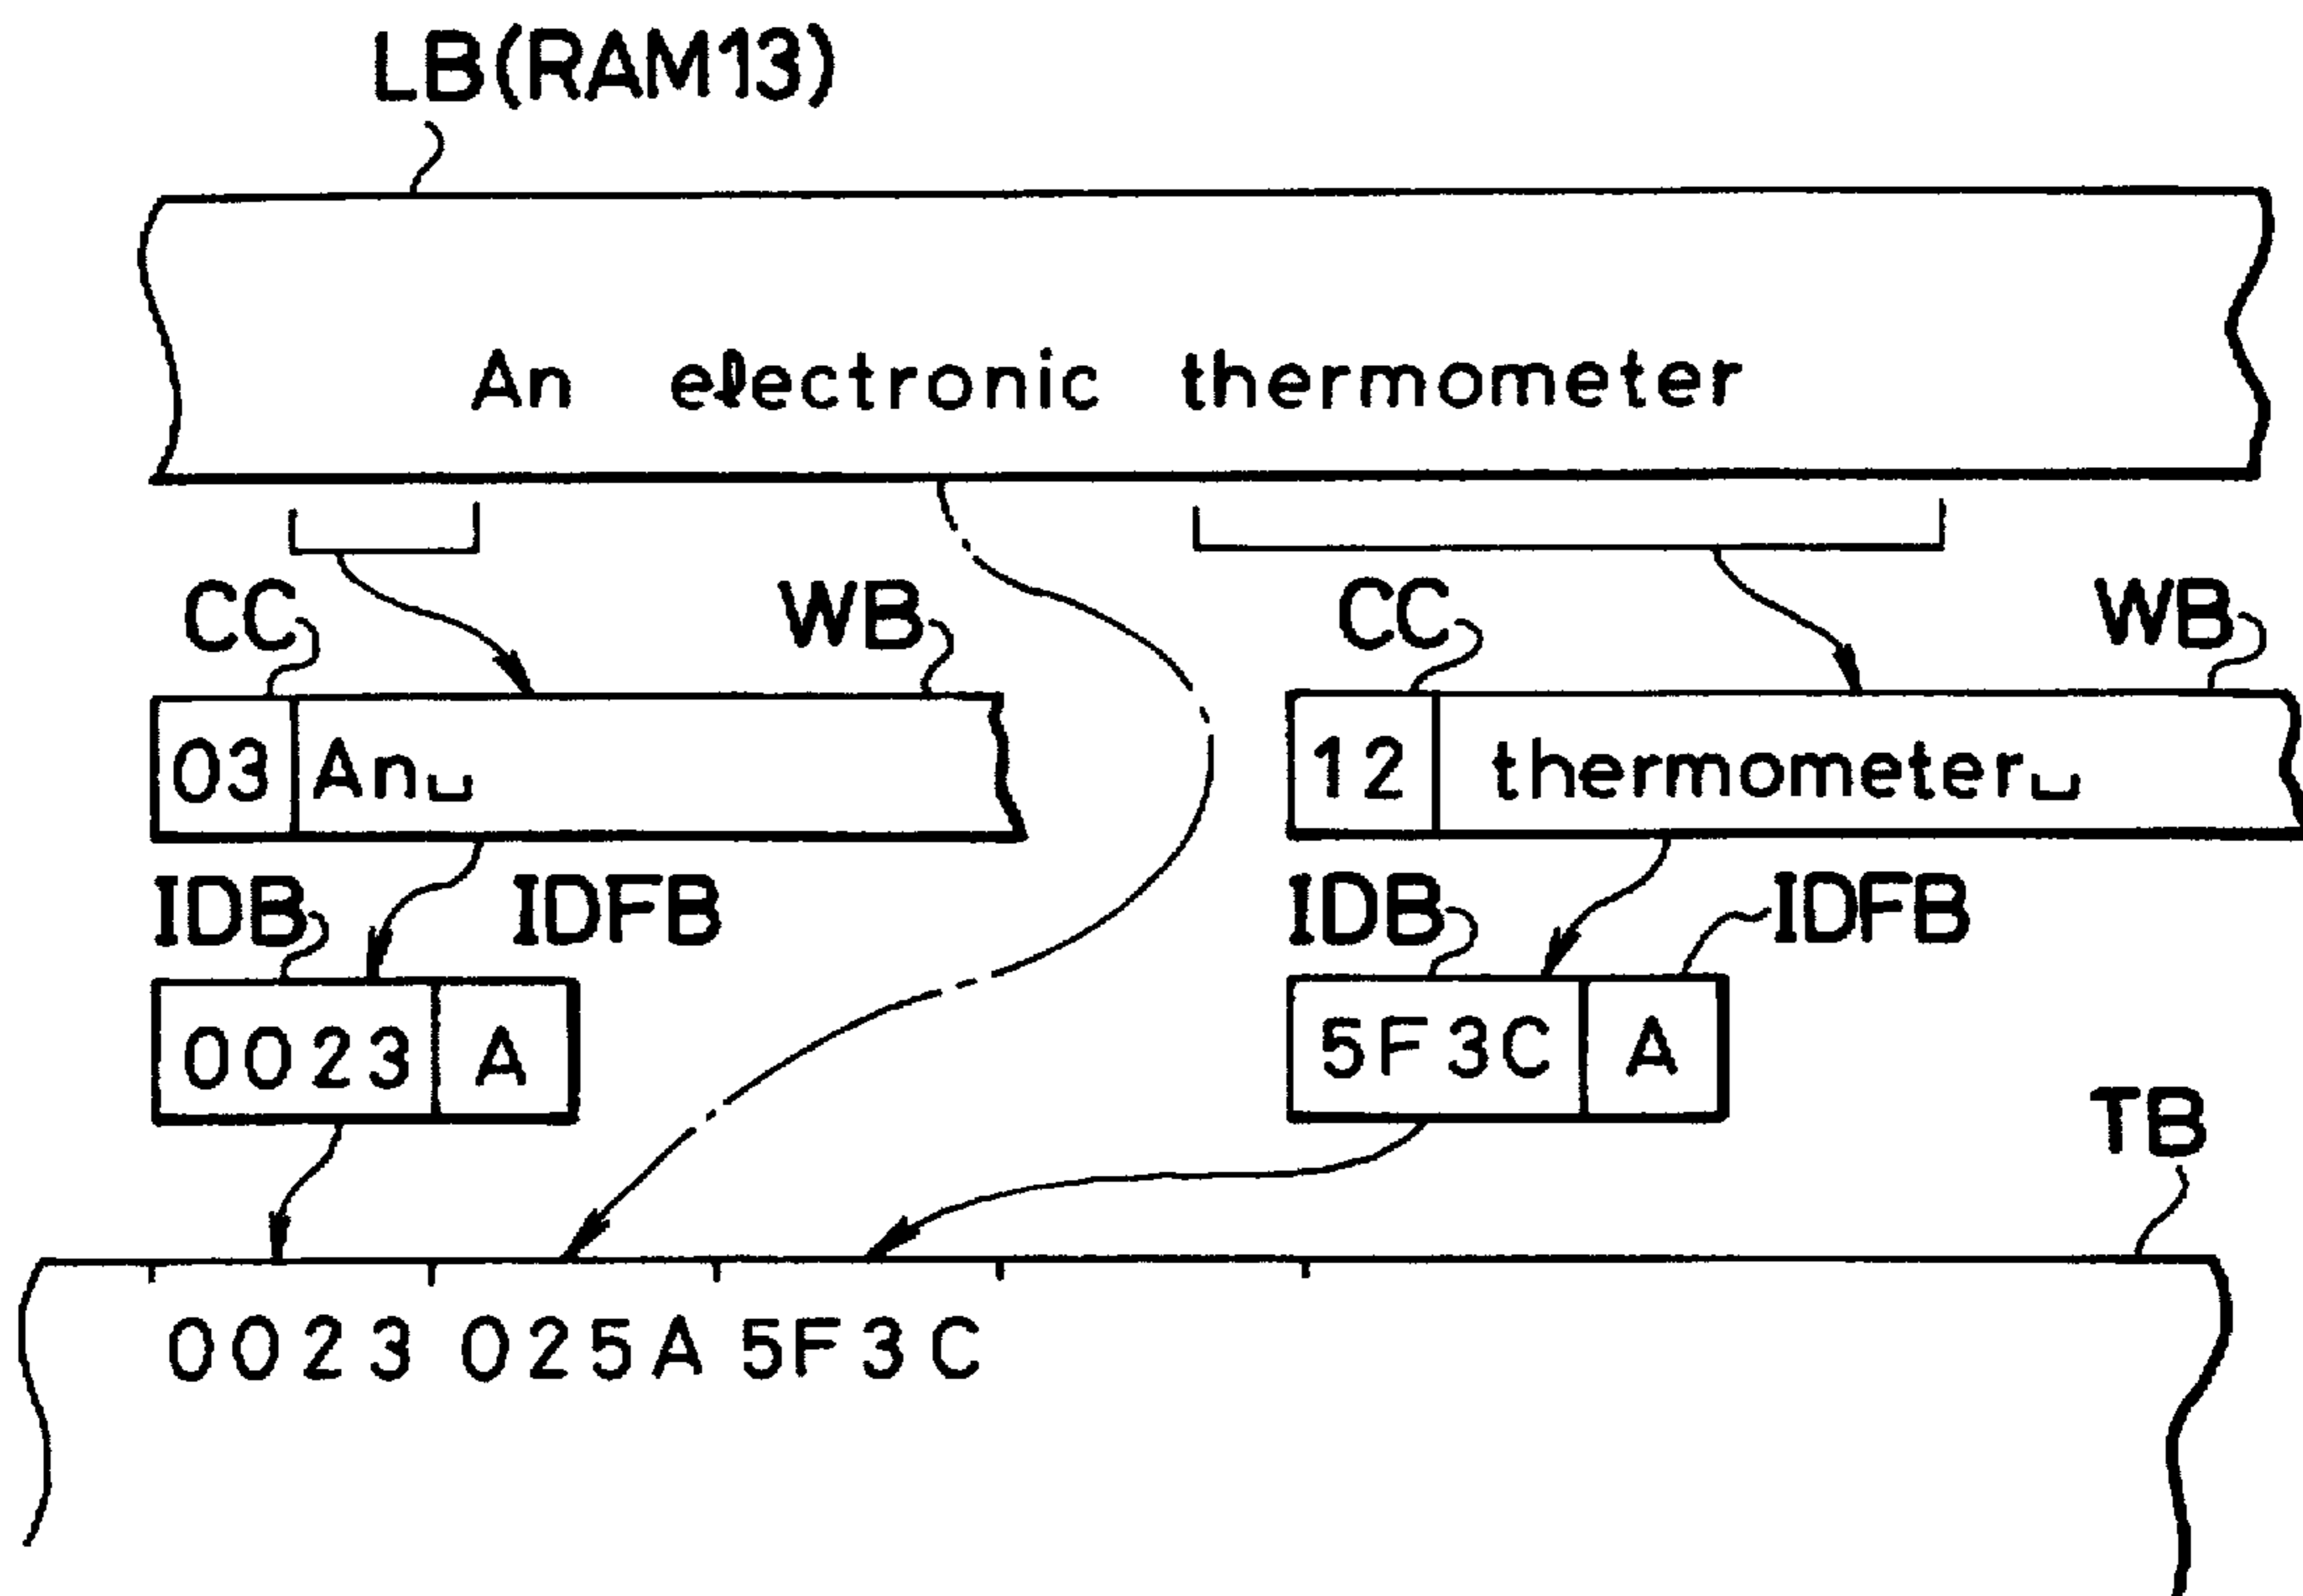 LB(RAM13)
An electronic thermometer
CC WB CC WB
03 An␣ 12 thermometer␣
IDB IDFB IDB IDFB
0023 A 5F3C A
TB
0023 025A 5F3C